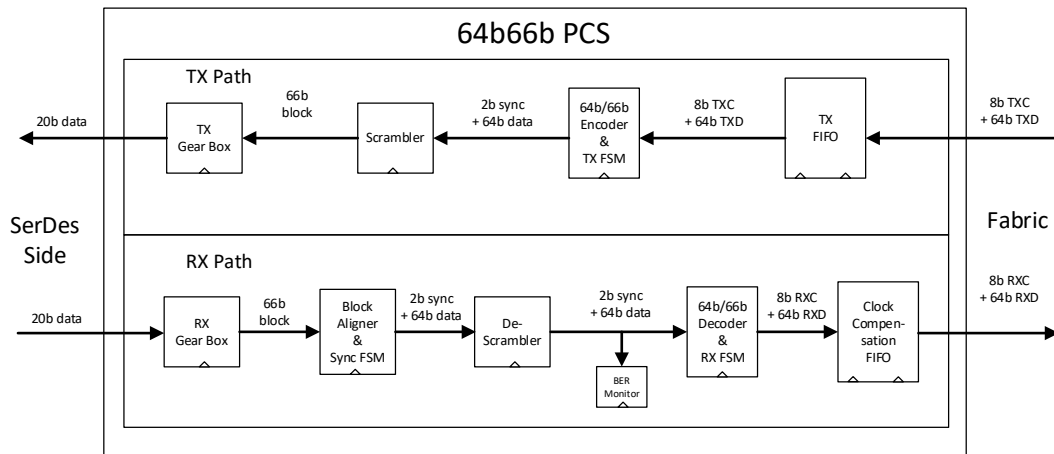 64b66b PCS
TX Path
20b data
TX
Gear Box
66b
block
Scrambler
2b sync
+ 64b data
64b/66b
Encoder
&
TX FSM
8b TXC
+ 64b TXD
TX
FIFO
8b TXC
+ 64b TXD
SerDes
Side
Fabric
RX Path
20b data
RX
Gear Box
66b
block
Block
Aligner
&
Sync FSM
2b sync
+ 64b data
De-
Scrambler
2b sync
+ 64b data
BER
Monitor
64b/66b
Decoder
&
RX FSM
8b RXC
+ 64b RXD
Clock
Compen-
sation
FIFO
8b RXC
+ 64b RXD